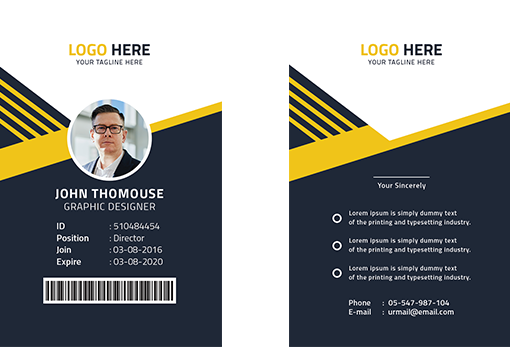 LOGO HERE
YOUR TAGLINE HERE
JOHN THOMOUSE
GRAPHIC DESIGNER
ID : 510484454
Position : Director
Join : 03-08-2016
Expire : 03-08-2020
LOGO HERE
YOUR TAGLINE HERE
Your Sincerely
Lorem ipsum is simply dummy text
of the printing and typesetting industry.
Lorem ipsum is simply dummy text
of the printing and typesetting industry.
Lorem ipsum is simply dummy text
of the printing and typesetting industry.
Phone : 05-547-987-104
E-mail : urmail@email.com